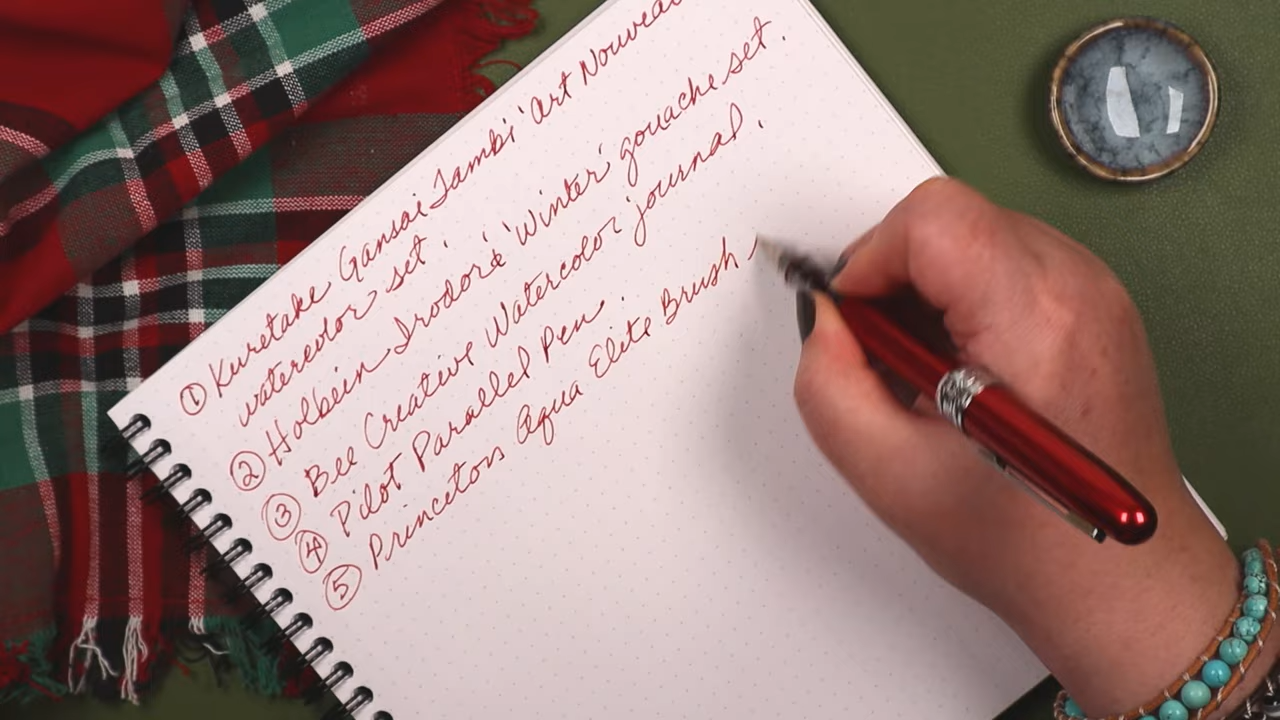 ① Kuretake Gansai Tambi 'Art Nouveau
watercolor set.
② Holbein Irodori 'Winter' gouache set.
③ Bee Creative Watercolor journal.
④ Pilot Parallel Pen.
⑤ Princeton Aqua Elite Brush